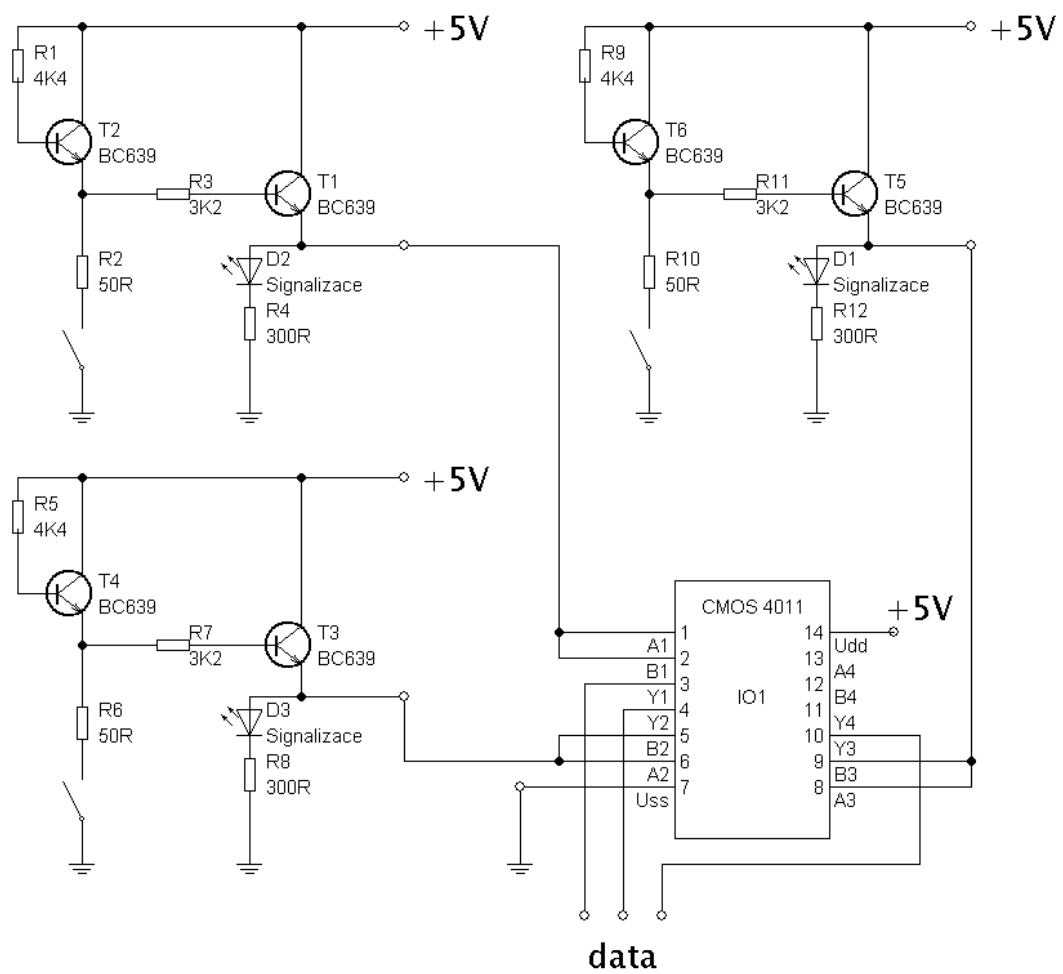 +5V
R1
4K4
T2
BC639
R3
3K2
T1
BC639
R2
50R
D2
Signalizace
R4
300R
+5V
R9
4K4
T6
BC639
R11
3K2
T5
BC639
R10
50R
D1
Signalizace
R12
300R
+5V
R5
4K4
T4
BC639
R7
3K2
T3
BC639
R6
50R
D3
Signalizace
R8
300R
CMOS 4011
+5V
1 14
A1 Udd
2 13
B1 A4
3 12
Y1 IO1 B4
4 11
Y2 Y4
5 10
B2 Y3
6 9
A2 B3
7 8
Uss A3
data